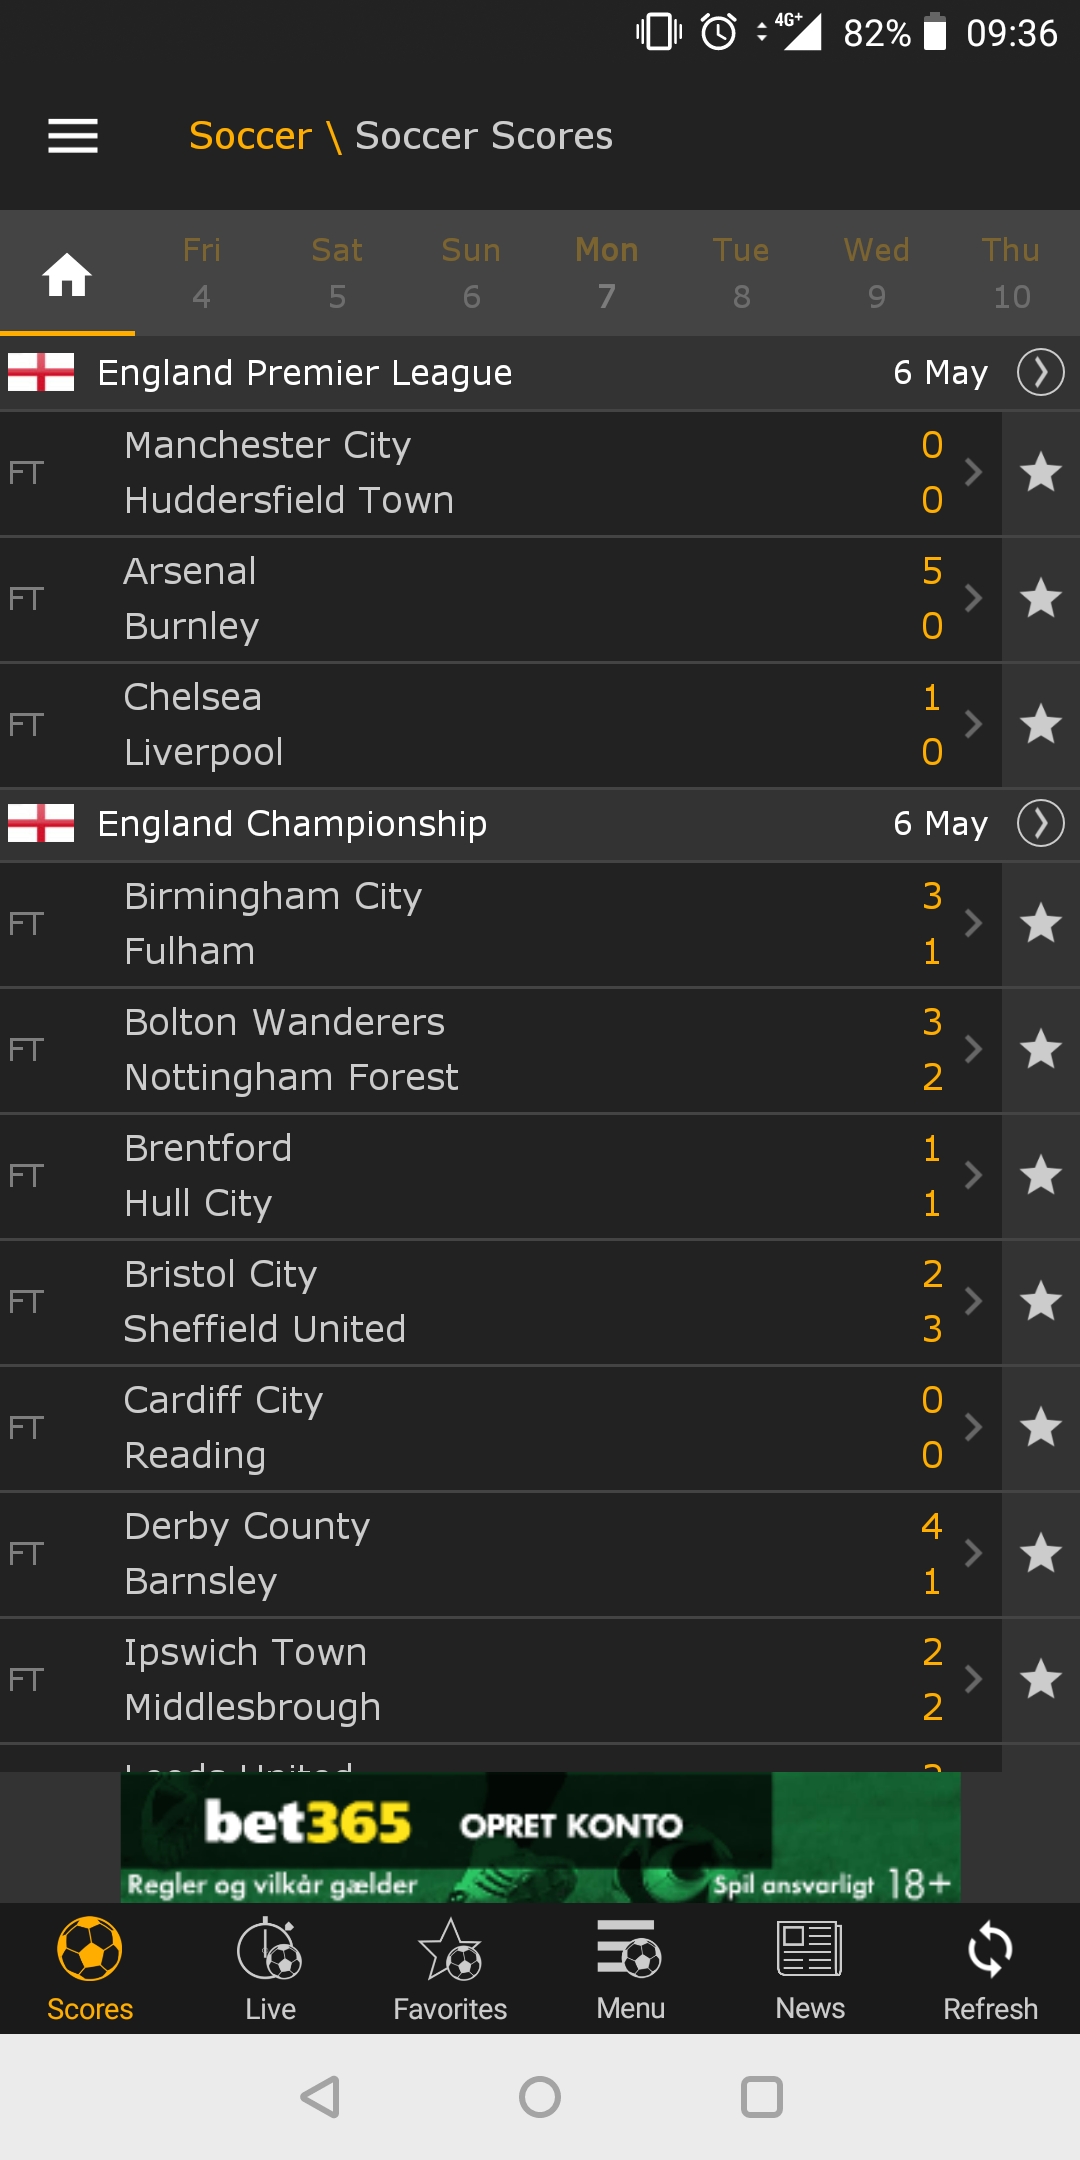 4G+ 82% 09:36
Soccer \ Soccer Scores
Fri Sat Sun Mon Tue Wed Thu
4 5 6 7 8 9 10
England Premier League 6 May
Manchester City 0
FT
Huddersfield Town 0
Arsenal 5
FT
Burnley 0
Chelsea 1
FT
Liverpool 0
England Championship 6 May
Birmingham City 3
FT
Fulham 1
Bolton Wanderers 3
FT
Nottingham Forest 2
Brentford 1
FT
Hull City 1
Bristol City 2
FT
Sheffield United 3
Cardiff City 0
FT
Reading 0
Derby County 4
FT
Barnsley 1
Ipswich Town 2
FT
Middlesbrough 2
Leeds United
bet365 OPRET KONTO
Regler og vilkår gælder Spil ansvarligt 18+
Scores Live Favorites Menu News Refresh